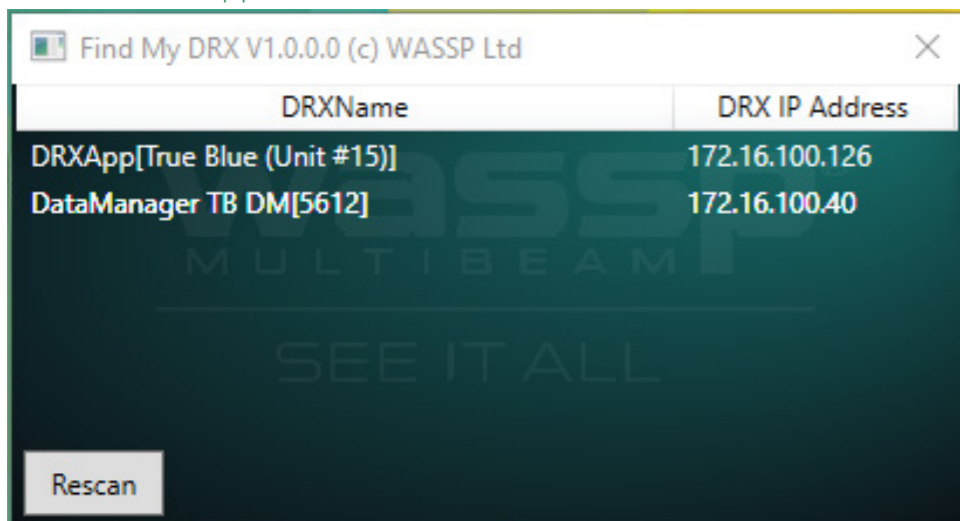 Find My DRX V1.0.0.0 (c) WASSP Ltd
DRXName DRX IP Address
DRXApp[True Blue (Unit #15)] 172.16.100.126
DataManager TB DM[5612] 172.16.100.40
wassp
MULTIBEAM
SEE IT ALL
Rescan